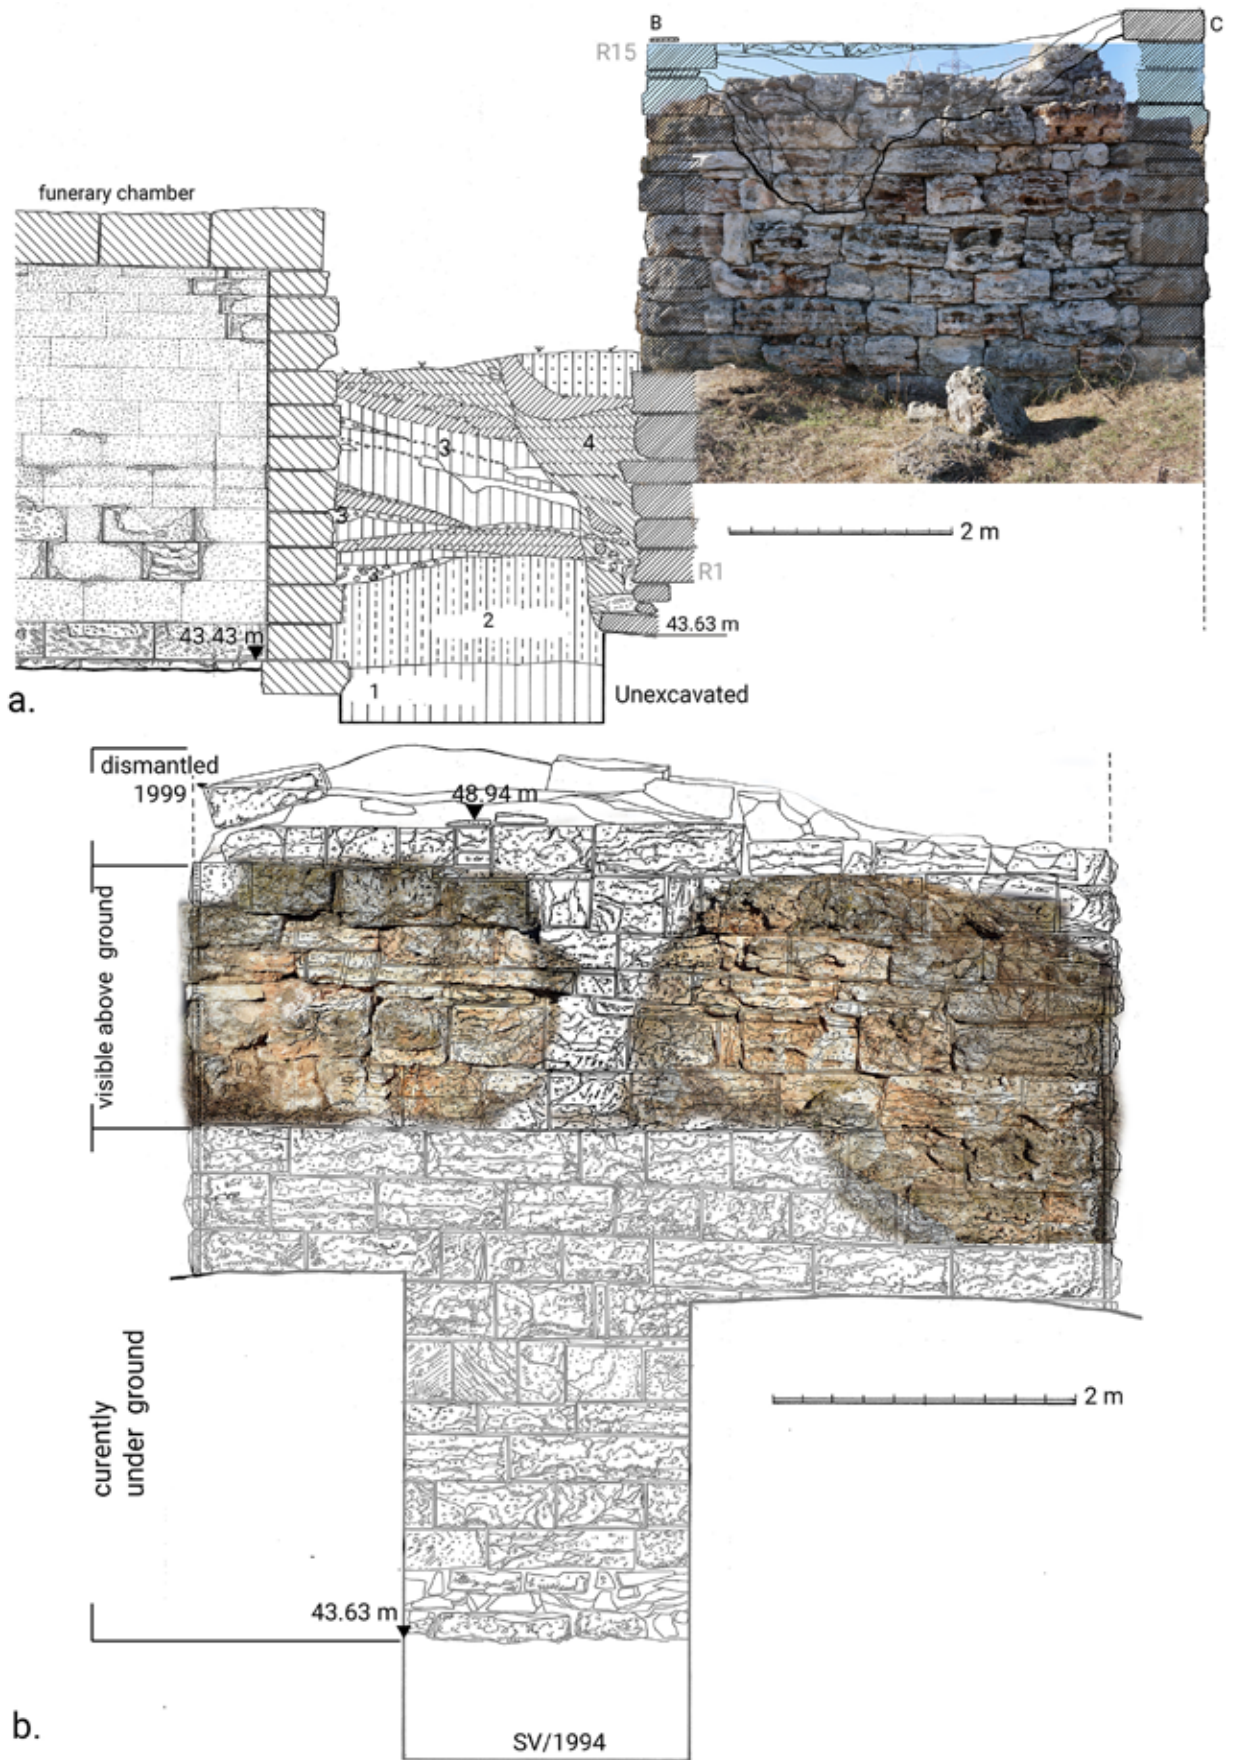 B
C
R15
funerary chamber
3
4
3
2 m
R1
2
43.63 m
43.43 m
1
Unexcavated
a.
dismantled
1999
48.94 m
visible above ground
2 m
curently
under ground
43.63 m
SV/1994
b.